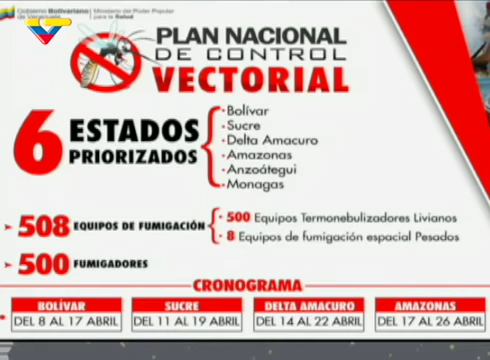 Gobierno Bolivariano de Venezuela
Ministerio del Poder Popular para la Salud
PLAN NACIONAL
DE CONTROL
VECTORIAL
6 ESTADOS PRIORIZADOS
· Bolívar
· Sucre
· Delta Amacuro
· Amazonas
· Anzoátegui
· Monagas
508 EQUIPOS DE FUMIGACIÓN
· 500 Equipos Termonebulizadores Livianos
· 8 Equipos de fumigación espacial Pesados
500 FUMIGADORES
CRONOGRAMA
BOLÍVAR
DEL 8 AL 17 ABRIL
SUCRE
DEL 11 AL 19 ABRIL
DELTA AMACURO
DEL 14 AL 22 ABRIL
AMAZONAS
DEL 17 AL 26 ABRIL